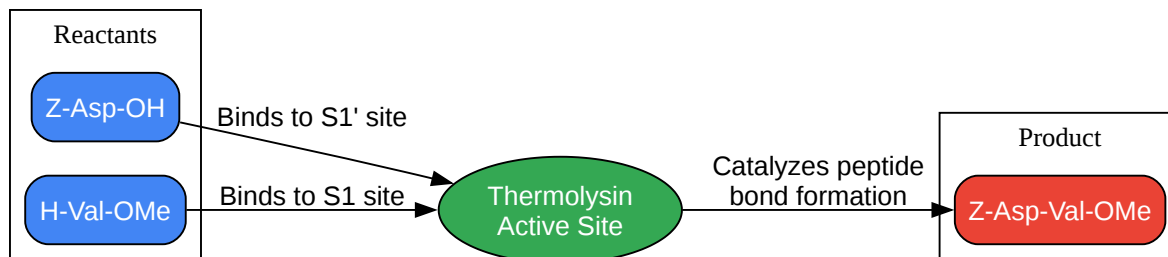 Reactants
Z-Asp-OH
Binds to S1' site
H-Val-OMe
Binds to S1 site
Thermolysin
Active Site
Catalyzes peptide
bond formation
Product
Z-Asp-Val-OMe